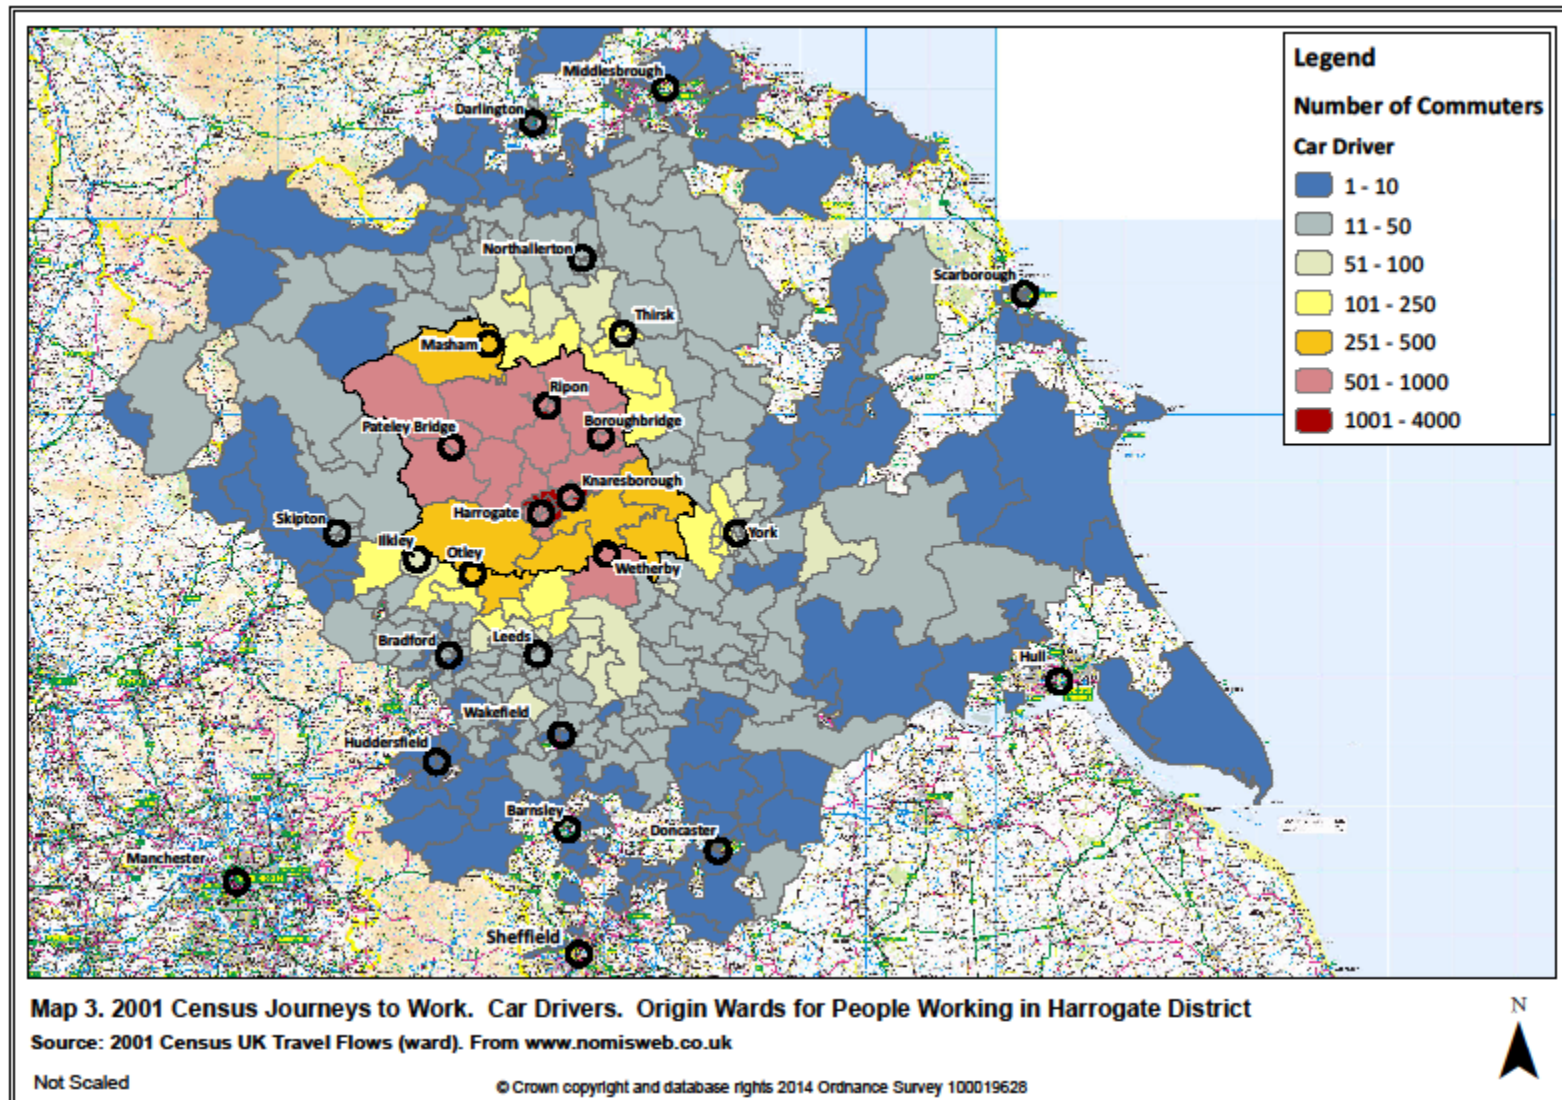 Legend
Number of Commuters
Car Driver
1 - 10
11 - 50
51 - 100
101 - 250
251 - 500
501 - 1000
1001 - 4000
Middlesbrough
Darlington
Northallerton
Scarborough
Thirsk
Masham
Ripon
Pateley Bridge
Boroughbridge
Knaresborough
Harrogate
Skipton
York
Ilkley
Otley
Wetherby
Bradford
Leeds
Hull
Wakefield
Huddersfield
Barnsley
Doncaster
Manchester
Sheffield
Map 3. 2001 Census Journeys to Work. Car Drivers. Origin Wards for People Working in Harrogate District
Source: 2001 Census UK Travel Flows (ward). From www.nomisweb.co.uk
N
Not Scaled
© Crown copyright and database rights 2014 Ordnance Survey 100019628